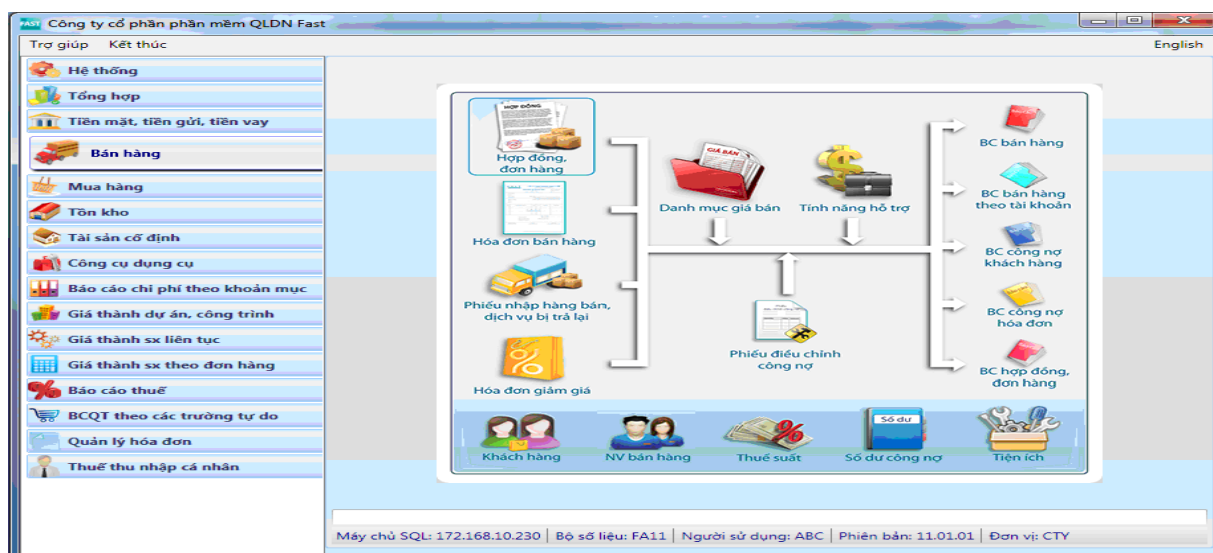 FAST Công ty cổ phần phần mềm QLDN Fast
Trợ giúp Kết thúc English
Hệ thống
Tổng hợp
Tiền mặt, tiền gửi, tiền vay
Bán hàng
Mua hàng
Tồn kho
Tài sản cố định
Công cụ dụng cụ
Báo cáo chi phí theo khoản mục
Giá thành dự án, công trình
Giá thành sx liên tục
Giá thành sx theo đơn hàng
Báo cáo thuế
BCQT theo các trường tự do
Quản lý hóa đơn
Thuế thu nhập cá nhân
HỢP ĐỒNG
Hợp đồng,
đơn hàng
Hóa đơn bán hàng
Phiếu nhập hàng bán,
dịch vụ bị trả lại
Hóa đơn giảm giá
GIÁ BÁN
Danh mục giá bán
Tính năng hỗ trợ
Phiếu điều chỉnh
công nợ
BC bán hàng
BC bán hàng
theo tài khoản
BC công nợ
khách hàng
BC công nợ
hóa đơn
BC hợp đồng,
đơn hàng
Số dư
Khách hàng
NV bán hàng
Thuế suất
Số dư công nợ
Tiện ích
Máy chủ SQL: 172.168.10.230 | Bộ số liệu: FA11 | Người sử dụng: ABC | Phiên bản: 11.01.01 | Đơn vị: CTY